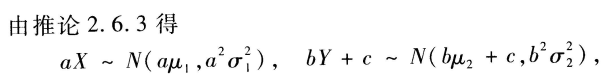 由推论 2.6.3 得
aX ~ N(aμ₁, a²σ₁²), bY + c ~ N(bμ₂ + c, b²σ₂²),